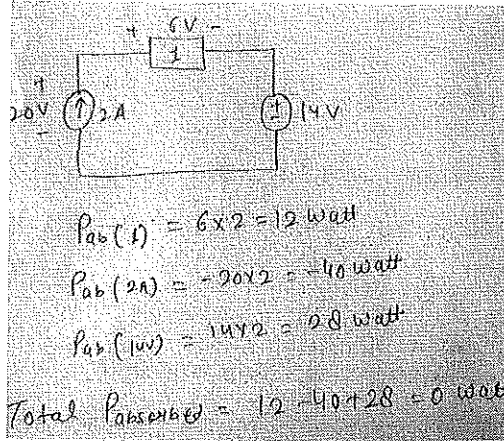 + 6V -
1
+
20V 2A
-
± 14V
Pab(1) = 6×2 = 12 watt
Pab(2A) = -20×2 = -40 watt
Pab(14V) = 14×2 = 28 watt
Total Pabsorbed = 12 -40+28 = 0 wat